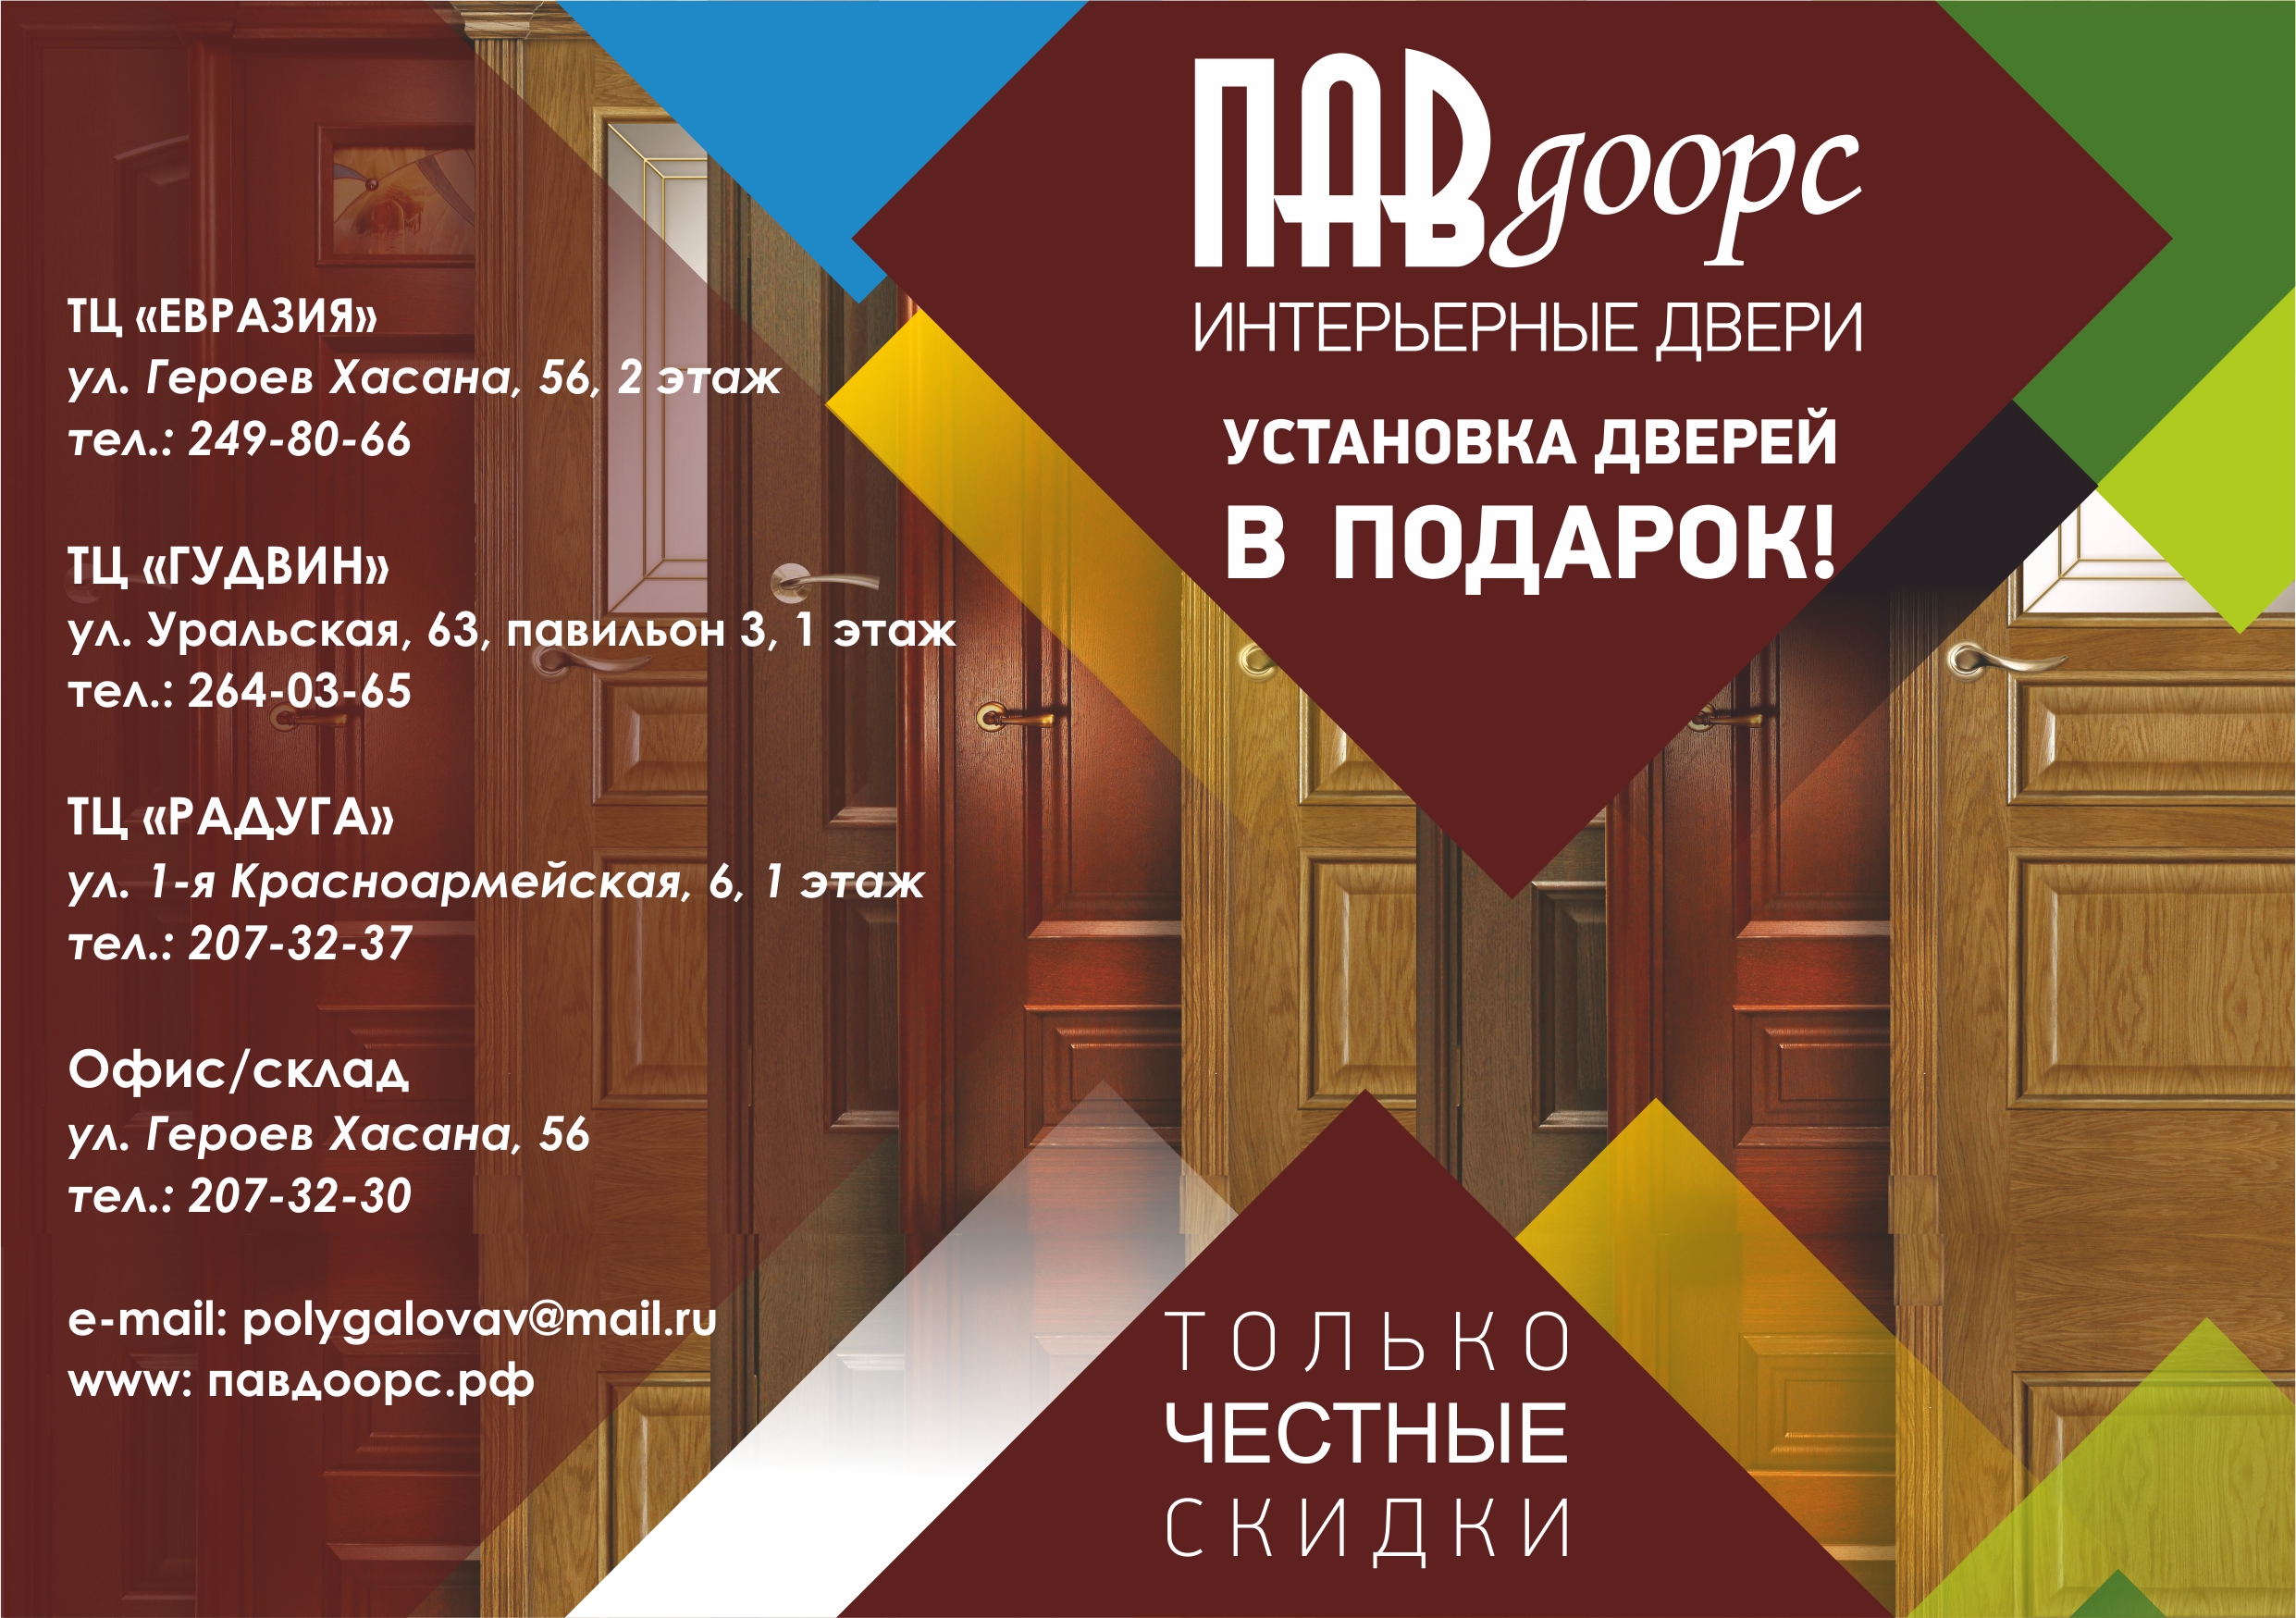 ТЦ «ЕВРАЗИЯ»
ул. Героев Хасана, 56, 2 этаж
тел.: 249-80-66
ТЦ «ГУДВИН»
ул. Уральская, 63, павильон 3, 1 этаж
тел.: 264-03-65
ТЦ «РАДУГА»
ул. 1-я Красноармейская, 6, 1 этаж
тел.: 207-32-37
Офис/склад
ул. Героев Хасана, 56
тел.: 207-32-30
e-mail: polygalovav@mail.ru
www: павдоорс.рф
ПАВдоорс
ИНТЕРЬЕРНЫЕ ДВЕРИ
УСТАНОВКА ДВЕРЕЙ
В ПОДАРОК!
ТОЛЬКО
ЧЕСТНЫЕ
СКИДКИ